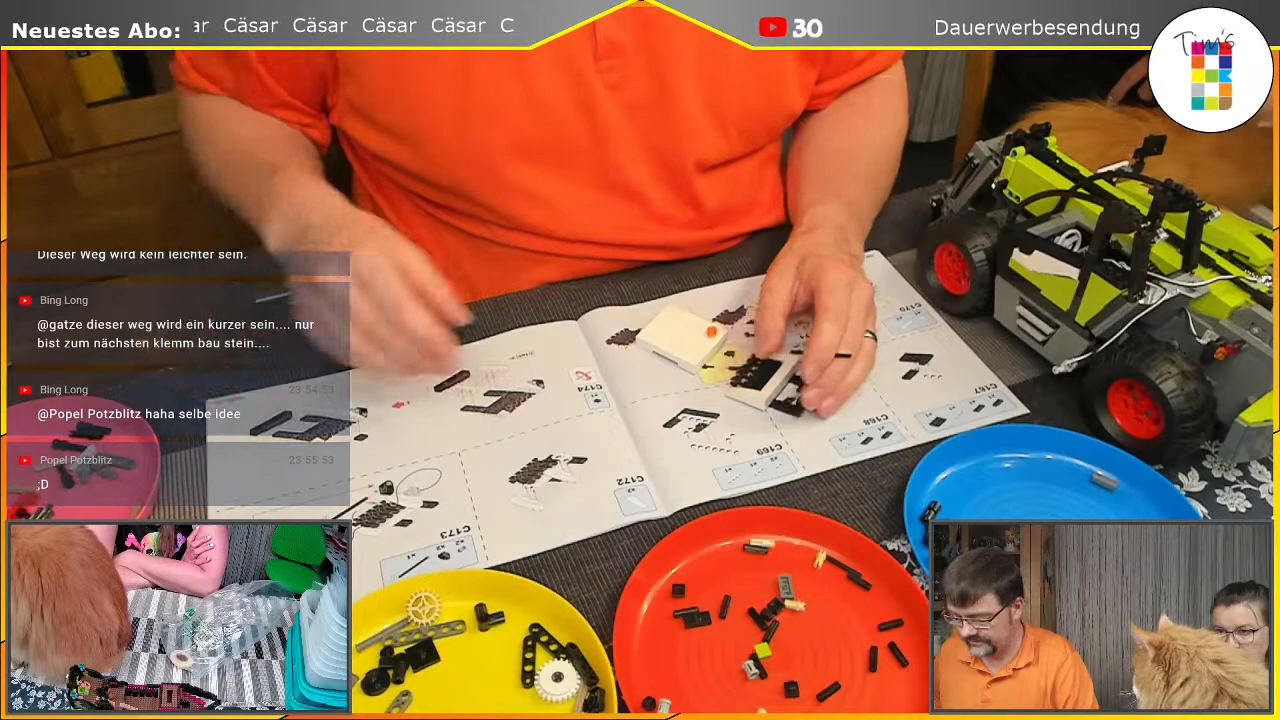 Neuestes Abo: ar Cäsar Cäsar Cäsar Cäsar C
30
Dauerwerbesendung
Tim's
Dieser Weg wird kein leichter sein.
Bing Long
@gatze dieser weg wird ein kurzer sein.... nur
bist zum nächsten klemm bau stein....
Bing Long 23:54:53
@Popel Potzblitz haha selbe idee
Popel Potzblitz 23:55:53
;D
C170
C167
C168
C169
C174
C172
C173